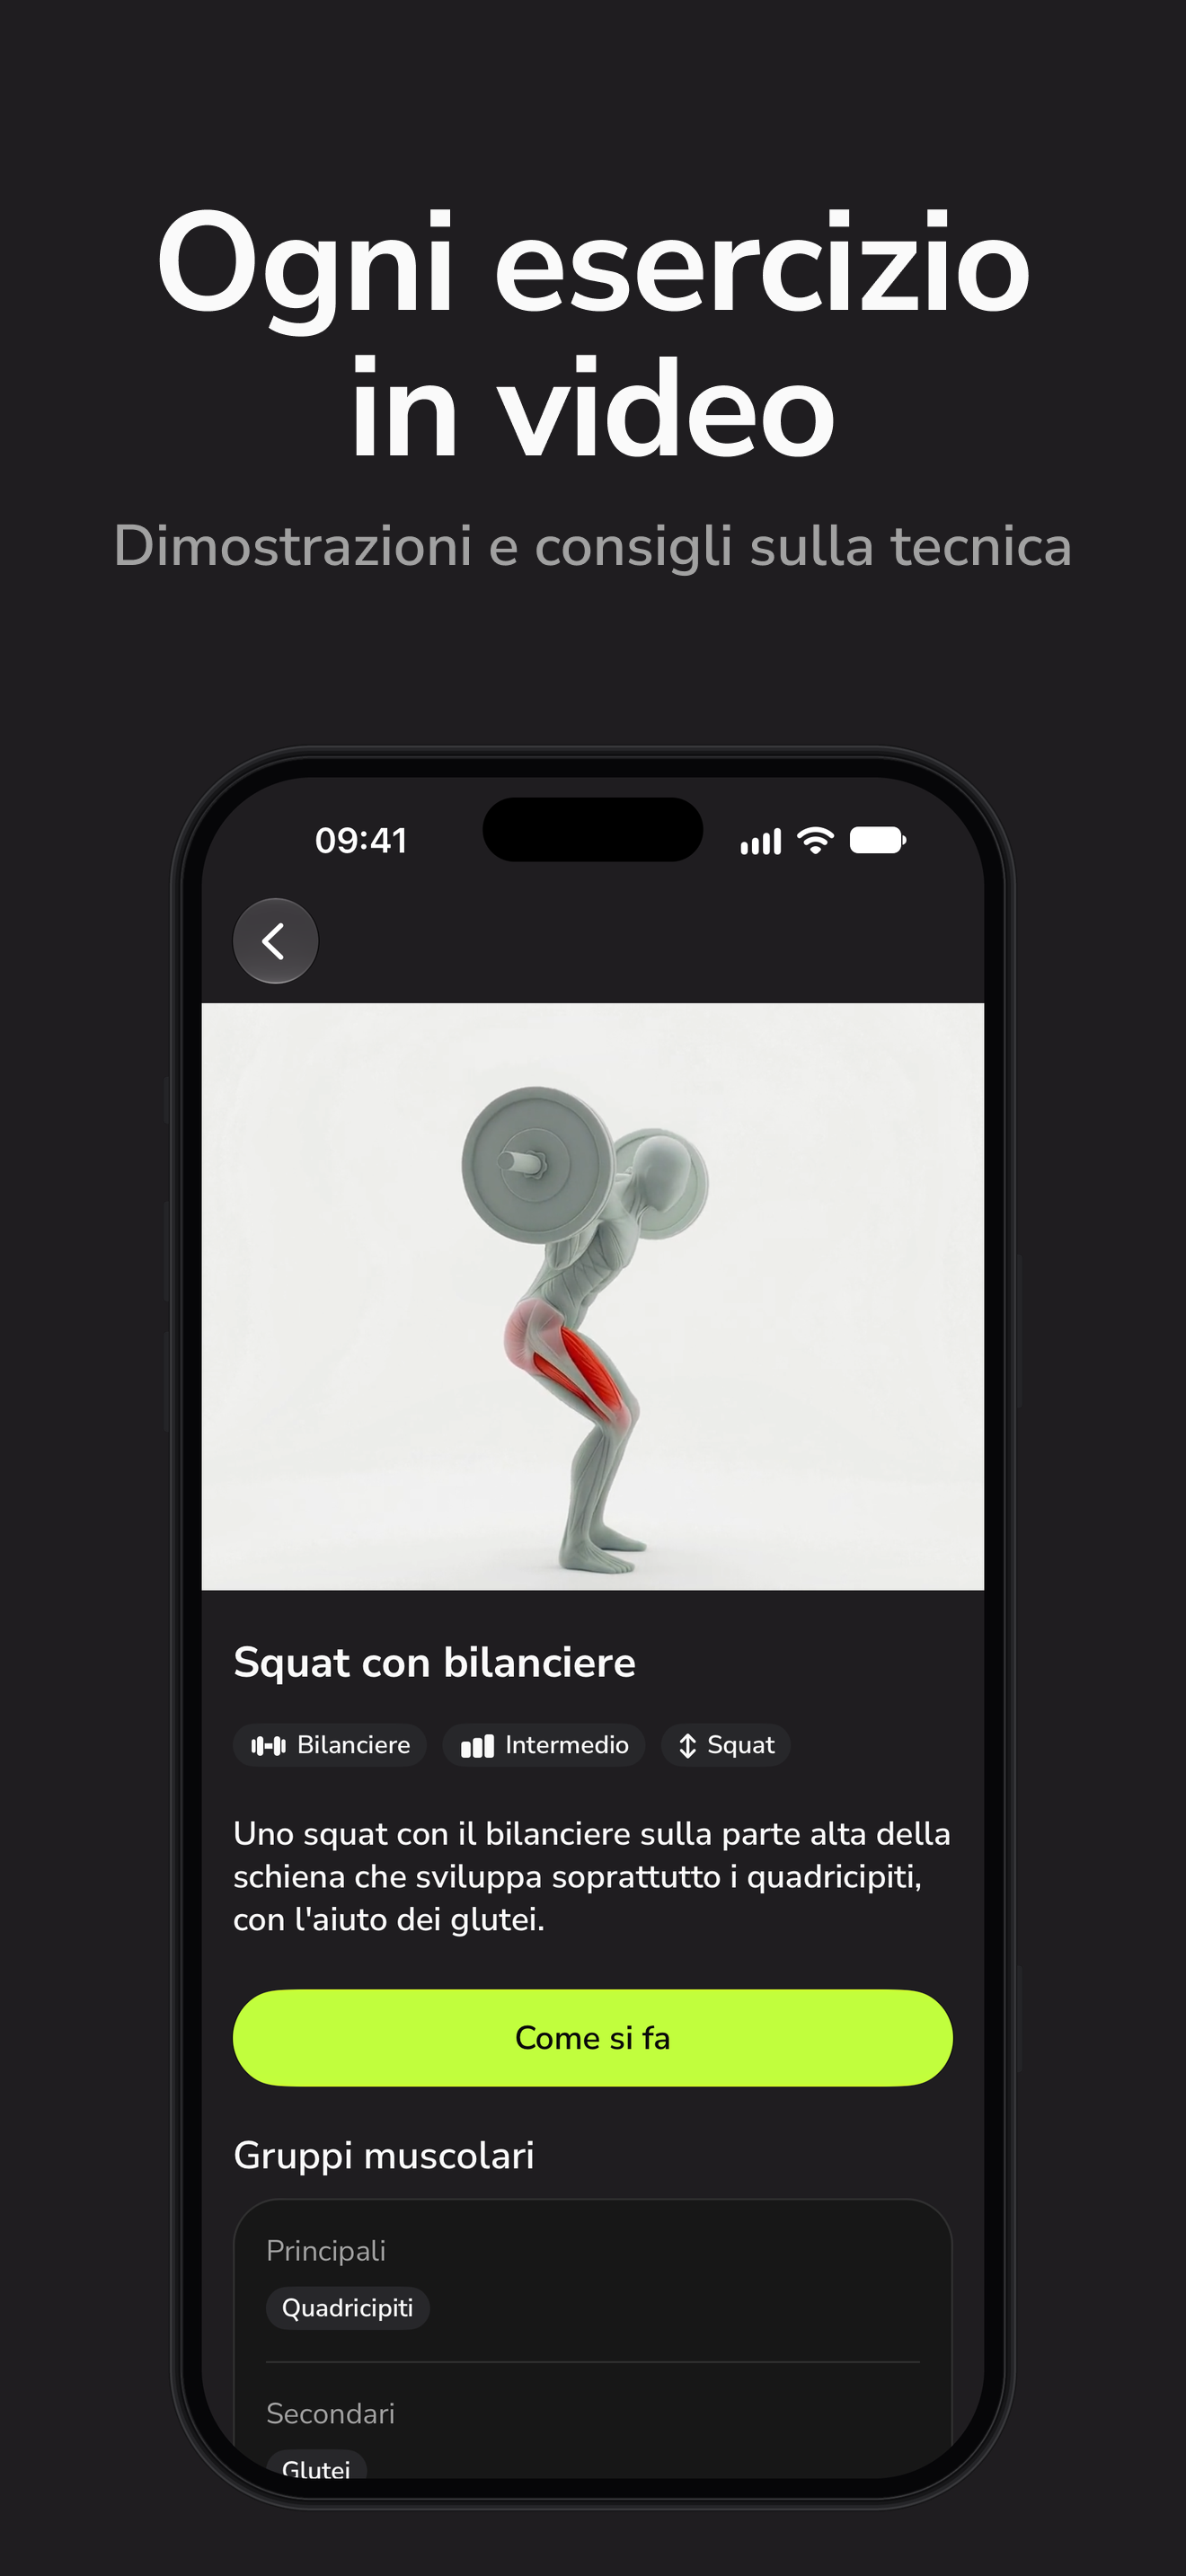 Ogni esercizio
in video
Dimostrazioni e consigli sulla tecnica
09:41
Squat con bilanciere
Bilanciere Intermedio Squat
Uno squat con il bilanciere sulla parte alta della
schiena che sviluppa soprattutto i quadricipiti,
con l'aiuto dei glutei.
Come si fa
Gruppi muscolari
Principali
Quadricipiti
Secondari
Glutei